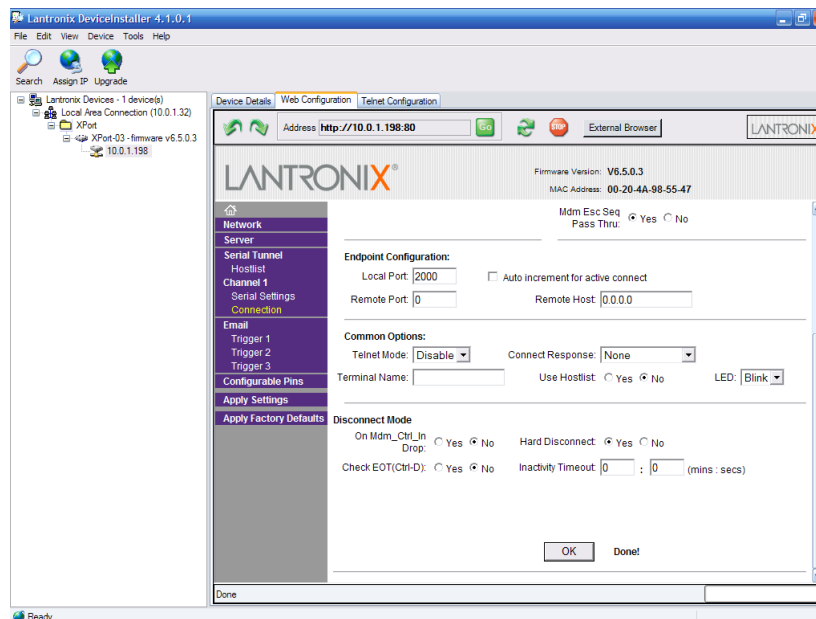 Lantronix DeviceInstaller 4.1.0.1
File Edit View Device Tools Help
Search Assign IP Upgrade
Lantronix Devices - 1 device(s)
Local Area Connection (10.0.1.32)
XPort
XPort-03 - firmware v6.5.0.3
10.0.1.198
Device Details Web Configuration Telnet Configuration
Address http://10.0.1.198:80 Go STOP External Browser LANTRONIX
LANTRONIX®
Firmware Version: V6.5.0.3
MAC Address: 00-20-4A-98-55-47
Network
Server
Serial Tunnel
Hostlist
Channel 1
Serial Settings
Connection
Email
Trigger 1
Trigger 2
Trigger 3
Configurable Pins
Apply Settings
Apply Factory Defaults
Mdm Esc Seq Yes No
Pass Thru:
Endpoint Configuration:
Local Port: 2000 Auto increment for active connect
Remote Port: 0 Remote Host: 0.0.0.0
Common Options:
Telnet Mode: Disable Connect Response: None
Terminal Name: Use Hostlist: Yes No LED: Blink
Disconnect Mode
On Mdm_Ctrl_In Yes No Hard Disconnect: Yes No
Drop:
Check EOT(Ctrl-D): Yes No Inactivity Timeout: 0 : 0 (mins : secs)
OK Done!
Done
Ready